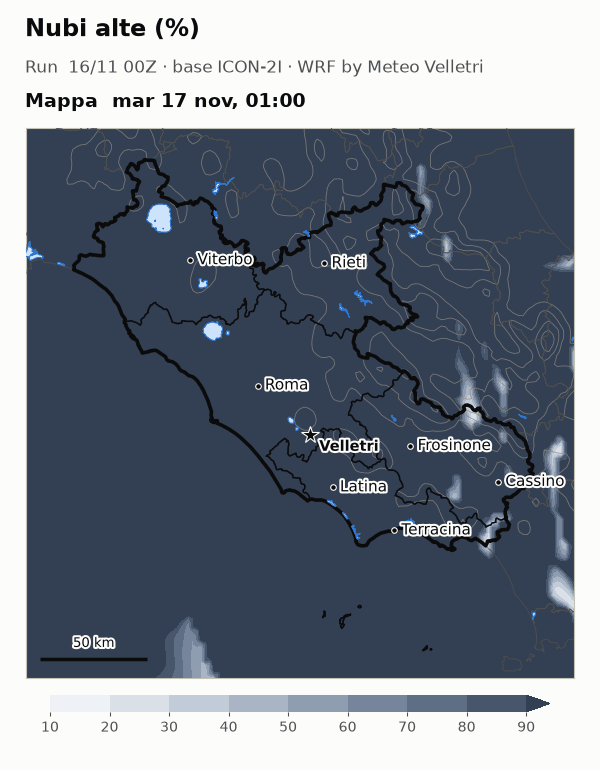 Nubi alte (%)
Run  16/11 00Z · base ICON-2I · WRF by Meteo Velletri
Mappa  mar 17 nov, 01:00
Viterbo
Rieti
Roma
Velletri
Frosinone
Latina
Cassino
Terracina
50 km
10 20 30 40 50 60 70 80 90